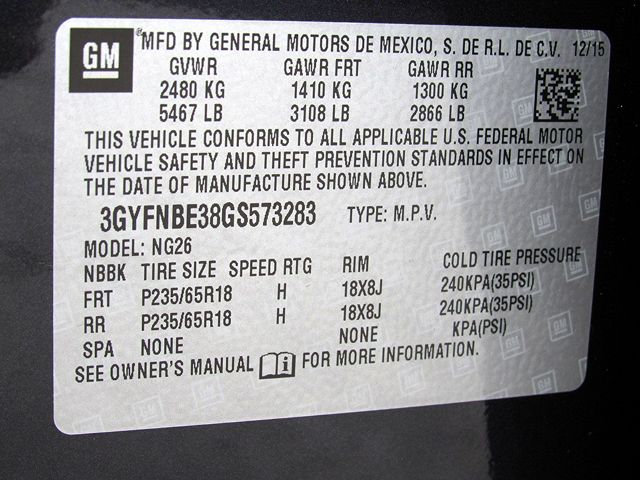 GM ®MFD BY GENERAL MOTORS DE MEXICO, S. DE R.L. DE C.V. 12/15
GVWR GAWR FRT GAWR RR
2480 KG 1410 KG 1300 KG
5467 LB 3108 LB 2866 LB
THIS VEHICLE CONFORMS TO ALL APPLICABLE U.S. FEDERAL MOTOR
VEHICLE SAFETY AND THEFT PREVENTION STANDARDS IN EFFECT ON
THE DATE OF MANUFACTURE SHOWN ABOVE.
3GYFNBE38GS573283 TYPE: M.P.V.
MODEL: NG26
NBBK TIRE SIZE SPEED RTG RIM COLD TIRE PRESSURE
FRT P235/65R18 H 18X8J 240KPA(35PSI)
RR P235/65R18 H 18X8J 240KPA(35PSI)
SPA NONE NONE KPA(PSI)
SEE OWNER'S MANUAL i FOR MORE INFORMATION.